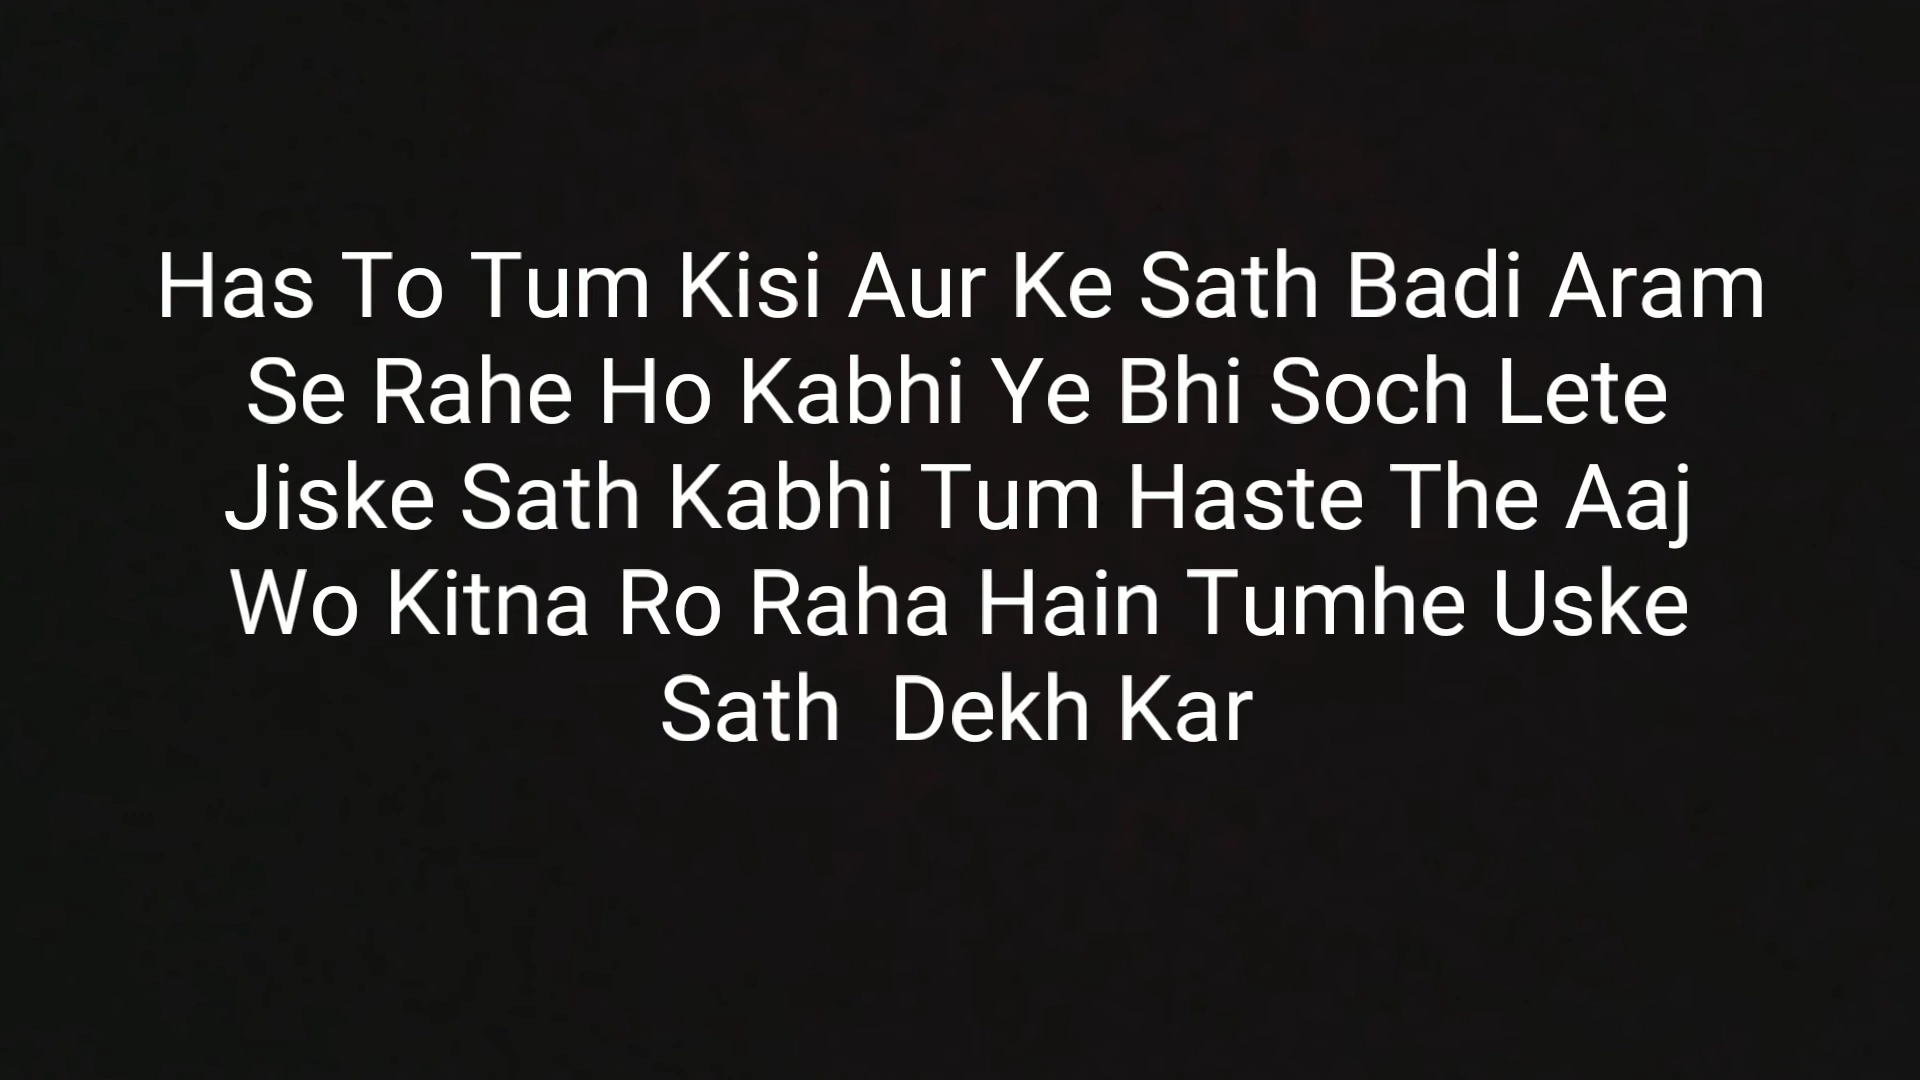 Has To Tum Kisi Aur Ke Sath Badi Aram
Se Rahe Ho Kabhi Ye Bhi Soch Lete
Jiske Sath Kabhi Tum Haste The Aaj
Wo Kitna Ro Raha Hain Tumhe Uske
Sath  Dekh Kar